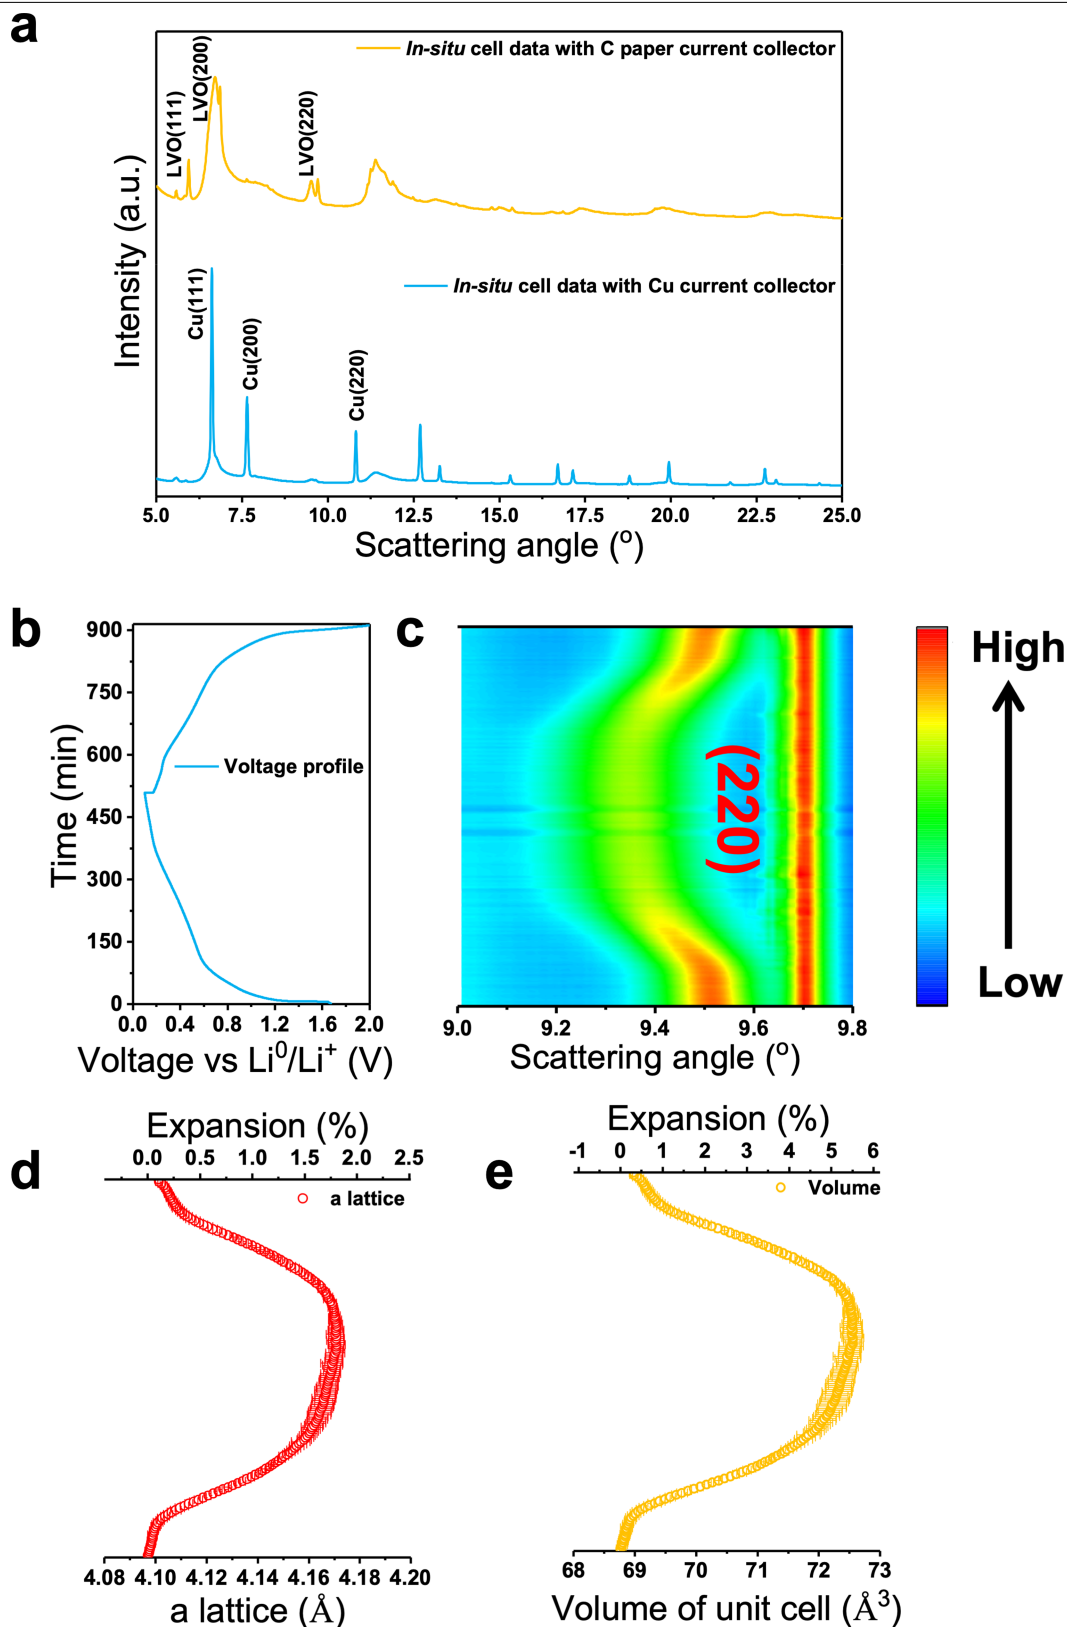 a
In-situ cell data with C paper current collector
LVO(111)
LVO(200)
LVO(220)
In-situ cell data with Cu current collector
Cu(111)
Cu(200)
Cu(220)
Intensity (a.u.)
5.0 7.5 10.0 12.5 15.0 17.5 20.0 22.5 25.0
Scattering angle (º)
b
900
750
600
450
300
150
0
Time (min)
Voltage profile
0.0 0.4 0.8 1.2 1.6 2.0
Voltage vs Li⁰/Li⁺ (V)
c
(220)
9.0 9.2 9.4 9.6 9.8
Scattering angle (º)
High
Low
d
Expansion (%)
0.0 0.5 1.0 1.5 2.0 2.5
a lattice
4.08 4.10 4.12 4.14 4.16 4.18 4.20
a lattice (Å)
e
Expansion (%)
-1 0 1 2 3 4 5 6
Volume
68 69 70 71 72 73
Volume of unit cell (Å³)